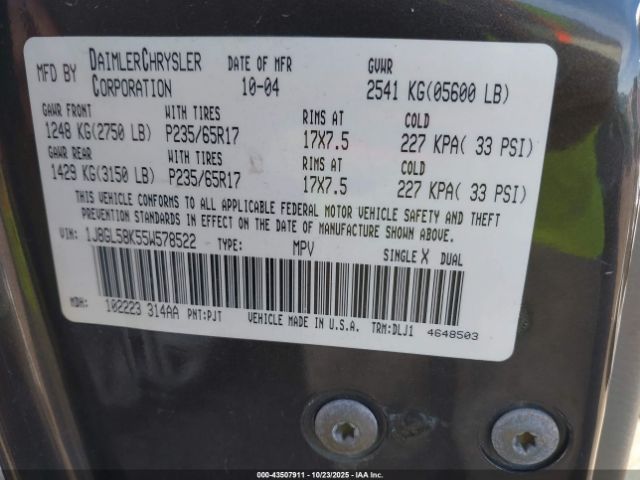 MFD BY DAIMLERCHRYSLER CORPORATION DATE OF MFR 10-04 GVWR 2541 KG(05600 LB)
GAWR FRONT WITH TIRES RIMS AT COLD
1248 KG(2750 LB) P235/65R17 17X7.5 227 KPA( 33 PSI)
GAWR REAR WITH TIRES RIMS AT COLD
1429 KG(3150 LB) P235/65R17 17X7.5 227 KPA( 33 PSI)
THIS VEHICLE CONFORMS TO ALL APPLICABLE FEDERAL MOTOR VEHICLE SAFETY AND THEFT
PREVENTION STANDARDS IN EFFECT ON THE DATE OF MANUFACTURE SHOWN ABOVE.
VIN: 1J8GL58K55W578522 TYPE: MPV SINGLE X DUAL
MDH: 102223 314AA PNT:PJT VEHICLE MADE IN U.S.A. TRM:DLJ1 4648503
000-43507911 - 10/23/2025 - IAAI.COM